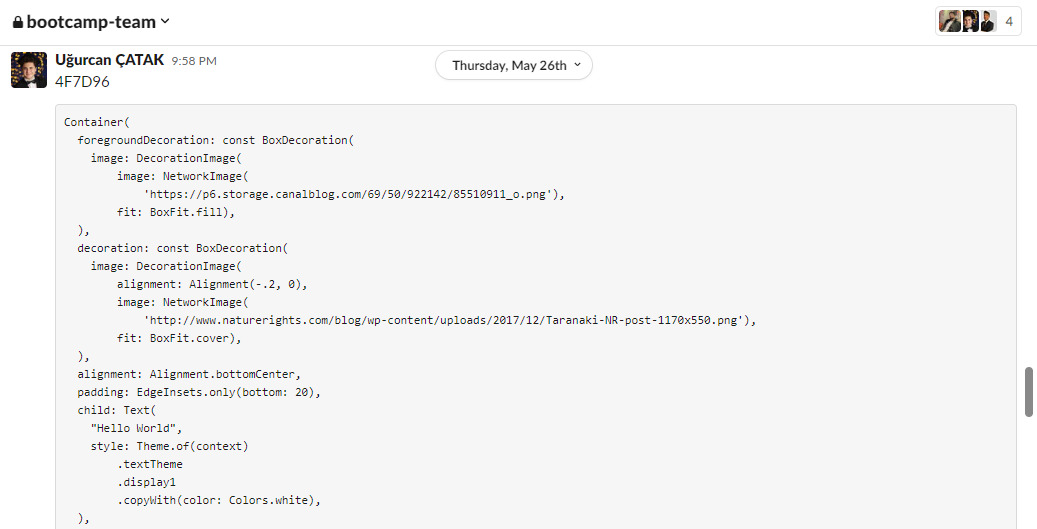 bootcamp-team
4
Uğurcan ÇATAK 9:58 PM
Thursday, May 26th
4F7D96
Container(
  foregroundDecoration: const BoxDecoration(
    image: DecorationImage(
        image: NetworkImage(
            'https://p6.storage.canalblog.com/69/50/922142/85510911_o.png'),
        fit: BoxFit.fill),
  ),
  decoration: const BoxDecoration(
    image: DecorationImage(
        alignment: Alignment(-.2, 0),
        image: NetworkImage(
            'http://www.naturerights.com/blog/wp-content/uploads/2017/12/Taranaki-NR-post-1170x550.png'),
        fit: BoxFit.cover),
  ),
  alignment: Alignment.bottomCenter,
  padding: EdgeInsets.only(bottom: 20),
  child: Text(
    "Hello World",
    style: Theme.of(context)
        .textTheme
        .display1
        .copyWith(color: Colors.white),
  ),